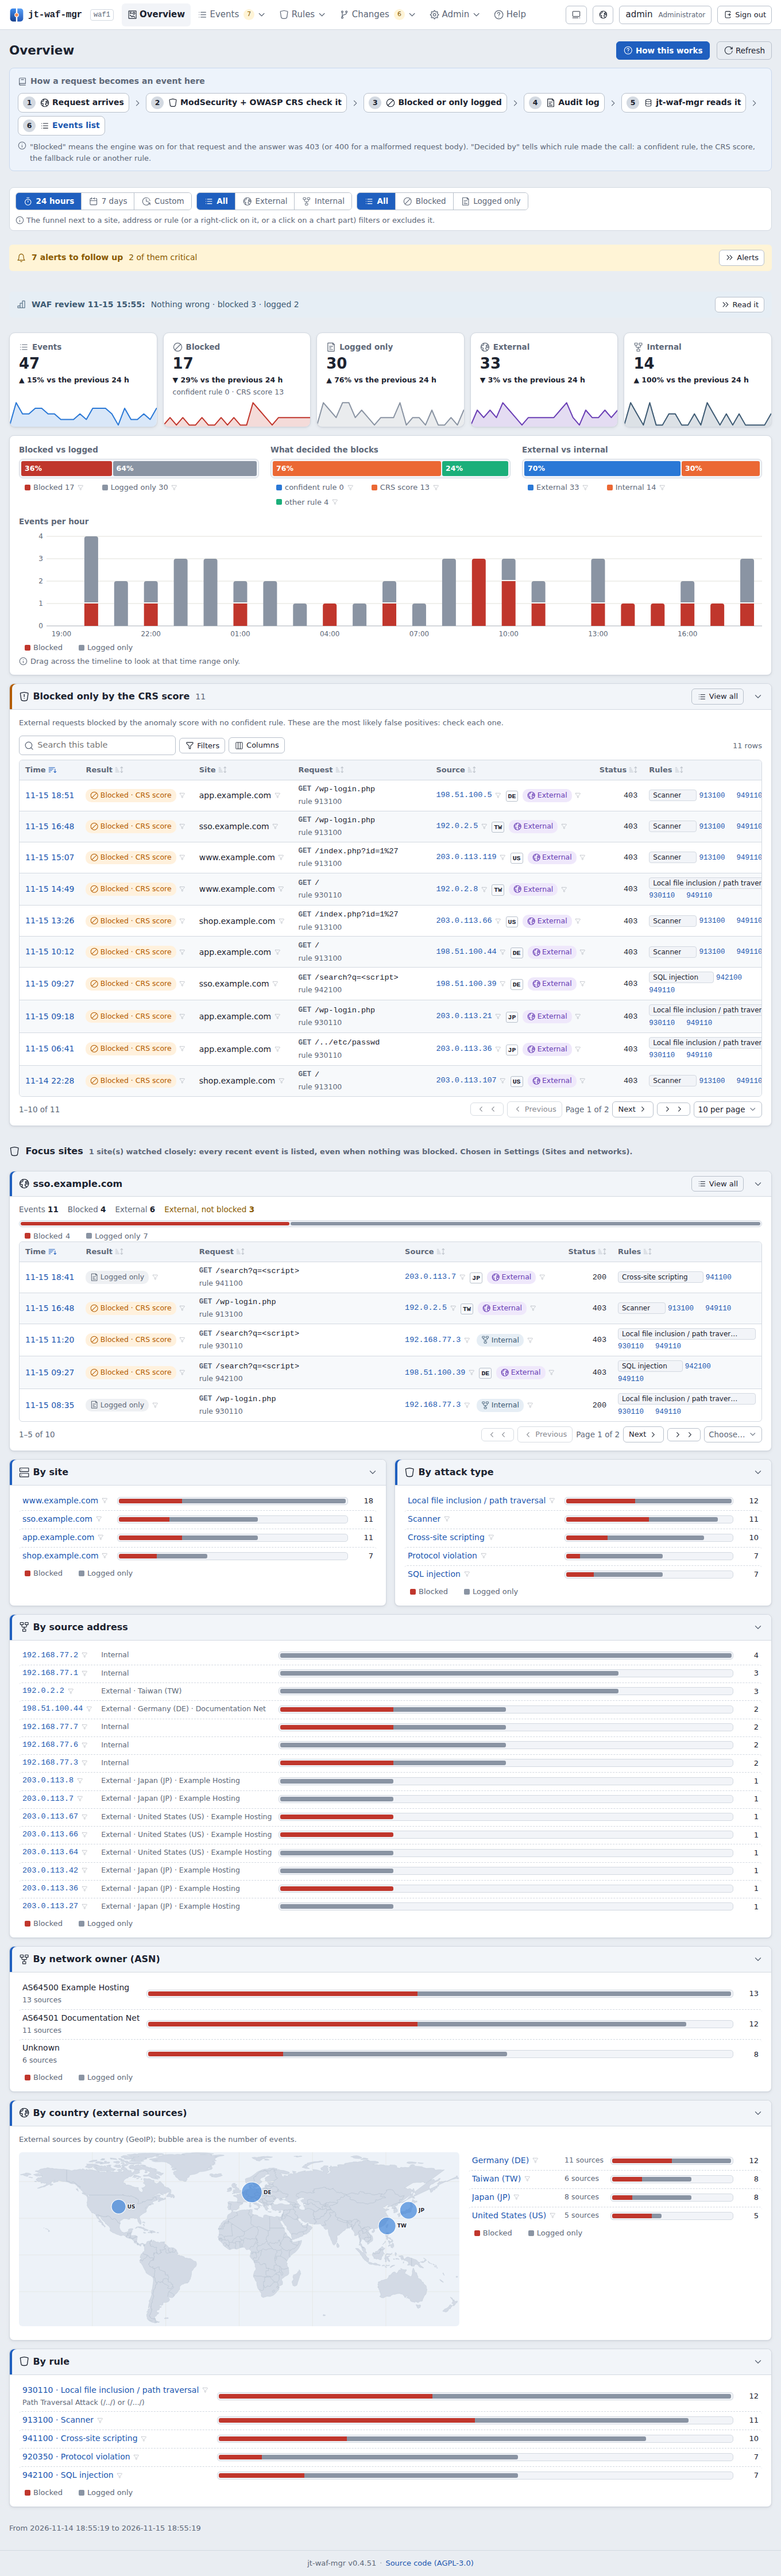 jt-waf-mgr waf1 Overview Events 7 Rules Changes 6 Admin Help admin Administrator Sign out
Overview How this works Refresh
How a request becomes an event here
1 Request arrives 2 ModSecurity + OWASP CRS check it 3 Blocked or only logged 4 Audit log 5 jt-waf-mgr reads it
6 Events list
"Blocked" means the engine was on for that request and the answer was 403 (or 400 for a malformed request body). "Decided by" tells which rule made the call: a confident rule, the CRS score,
the fallback rule or another rule.
24 hours 7 days Custom All External Internal All Blocked Logged only
The funnel next to a site, address or rule (or a right-click on it, or a click on a chart part) filters or excludes it.
7 alerts to follow up 2 of them critical Alerts
WAF review 11-15 15:55: Nothing wrong · blocked 3 · logged 2 Read it
Events Blocked Logged only External Internal
47 17 30 33 14
▲ 15% vs the previous 24 h ▼ 29% vs the previous 24 h ▲ 76% vs the previous 24 h ▼ 3% vs the previous 24 h ▲ 100% vs the previous 24 h
confident rule 0 · CRS score 13
Blocked vs logged What decided the blocks External vs internal
36% 64% 76% 24% 70% 30%
Blocked 17 Logged only 30 confident rule 0 CRS score 13 External 33 Internal 14
other rule 4
Events per hour
4
3
2
1
0
19:00 22:00 01:00 04:00 07:00 10:00 13:00 16:00
Blocked Logged only
Drag across the timeline to look at that time range only.
Blocked only by the CRS score 11 View all
External requests blocked by the anomaly score with no confident rule. These are the most likely false positives: check each one.
Search this table Filters Columns 11 rows
Time Result Site Request Source Status Rules
11-15 18:51 Blocked · CRS score app.example.com GET /wp-login.php rule 913100 198.51.100.5 DE External 403 Scanner 913100 949110
11-15 16:48 Blocked · CRS score sso.example.com GET /wp-login.php rule 913100 192.0.2.5 TW External 403 Scanner 913100 949110
11-15 15:07 Blocked · CRS score www.example.com GET /index.php?id=1%27 rule 913100 203.0.113.119 US External 403 Scanner 913100 949110
11-15 14:49 Blocked · CRS score www.example.com GET / rule 930110 192.0.2.8 TW External 403 Local file inclusion / path traver 930110 949110
11-15 13:26 Blocked · CRS score shop.example.com GET /index.php?id=1%27 rule 913100 203.0.113.66 US External 403 Scanner 913100 949110
11-15 10:12 Blocked · CRS score app.example.com GET / rule 913100 198.51.100.44 DE External 403 Scanner 913100 949110
11-15 09:27 Blocked · CRS score sso.example.com GET /search?q=<script> rule 942100 198.51.100.39 DE External 403 SQL injection 942100 949110
11-15 09:18 Blocked · CRS score app.example.com GET /wp-login.php rule 930110 203.0.113.21 JP External 403 Local file inclusion / path traver 930110 949110
11-15 06:41 Blocked · CRS score app.example.com GET /../etc/passwd rule 930110 203.0.113.36 JP External 403 Local file inclusion / path traver 930110 949110
11-14 22:28 Blocked · CRS score shop.example.com GET / rule 913100 203.0.113.107 US External 403 Scanner 913100 949110
1–10 of 11 Previous Page 1 of 2 Next 10 per page
Focus sites 1 site(s) watched closely: every recent event is listed, even when nothing was blocked. Chosen in Settings (Sites and networks).
sso.example.com View all
Events 11 Blocked 4 External 6 External, not blocked 3
Blocked 4 Logged only 7
Time Result Request Source Status Rules
11-15 18:41 Logged only GET /search?q=<script> rule 941100 203.0.113.7 JP External 200 Cross-site scripting 941100
11-15 16:48 Blocked · CRS score GET /wp-login.php rule 913100 192.0.2.5 TW External 403 Scanner 913100 949110
11-15 11:20 Blocked · CRS score GET /search?q=<script> rule 930110 192.168.77.3 Internal 403 Local file inclusion / path traver… 930110 949110
11-15 09:27 Blocked · CRS score GET /search?q=<script> rule 942100 198.51.100.39 DE External 403 SQL injection 942100 949110
11-15 08:35 Logged only GET /wp-login.php rule 930110 192.168.77.3 Internal 200 Local file inclusion / path traver… 930110 949110
1–5 of 10 Previous Page 1 of 2 Next Choose...
By site
www.example.com 18
sso.example.com 11
app.example.com 11
shop.example.com 7
Blocked Logged only
By attack type
Local file inclusion / path traversal 12
Scanner 11
Cross-site scripting 10
Protocol violation 7
SQL injection 7
Blocked Logged only
By source address
192.168.77.2 Internal 4
192.168.77.1 Internal 3
192.0.2.2 External · Taiwan (TW) 3
198.51.100.44 External · Germany (DE) · Documentation Net 2
192.168.77.7 Internal 2
192.168.77.6 Internal 2
192.168.77.3 Internal 2
203.0.113.8 External · Japan (JP) · Example Hosting 1
203.0.113.7 External · Japan (JP) · Example Hosting 1
203.0.113.67 External · United States (US) · Example Hosting 1
203.0.113.66 External · United States (US) · Example Hosting 1
203.0.113.64 External · United States (US) · Example Hosting 1
203.0.113.42 External · Japan (JP) · Example Hosting 1
203.0.113.36 External · Japan (JP) · Example Hosting 1
203.0.113.27 External · Japan (JP) · Example Hosting 1
Blocked Logged only
By network owner (ASN)
AS64500 Example Hosting 13
13 sources
AS64501 Documentation Net 12
11 sources
Unknown 8
6 sources
Blocked Logged only
By country (external sources)
External sources by country (GeoIP); bubble area is the number of events.
US DE JP TW
Germany (DE) 11 sources 12
Taiwan (TW) 6 sources 8
Japan (JP) 8 sources 8
United States (US) 5 sources 5
Blocked Logged only
By rule
930110 · Local file inclusion / path traversal 12
Path Traversal Attack (/../) or (/.../)
913100 · Scanner 11
941100 · Cross-site scripting 10
920350 · Protocol violation 7
942100 · SQL injection 7
Blocked Logged only
From 2026-11-14 18:55:19 to 2026-11-15 18:55:19
jt-waf-mgr v0.4.51 · Source code (AGPL-3.0)